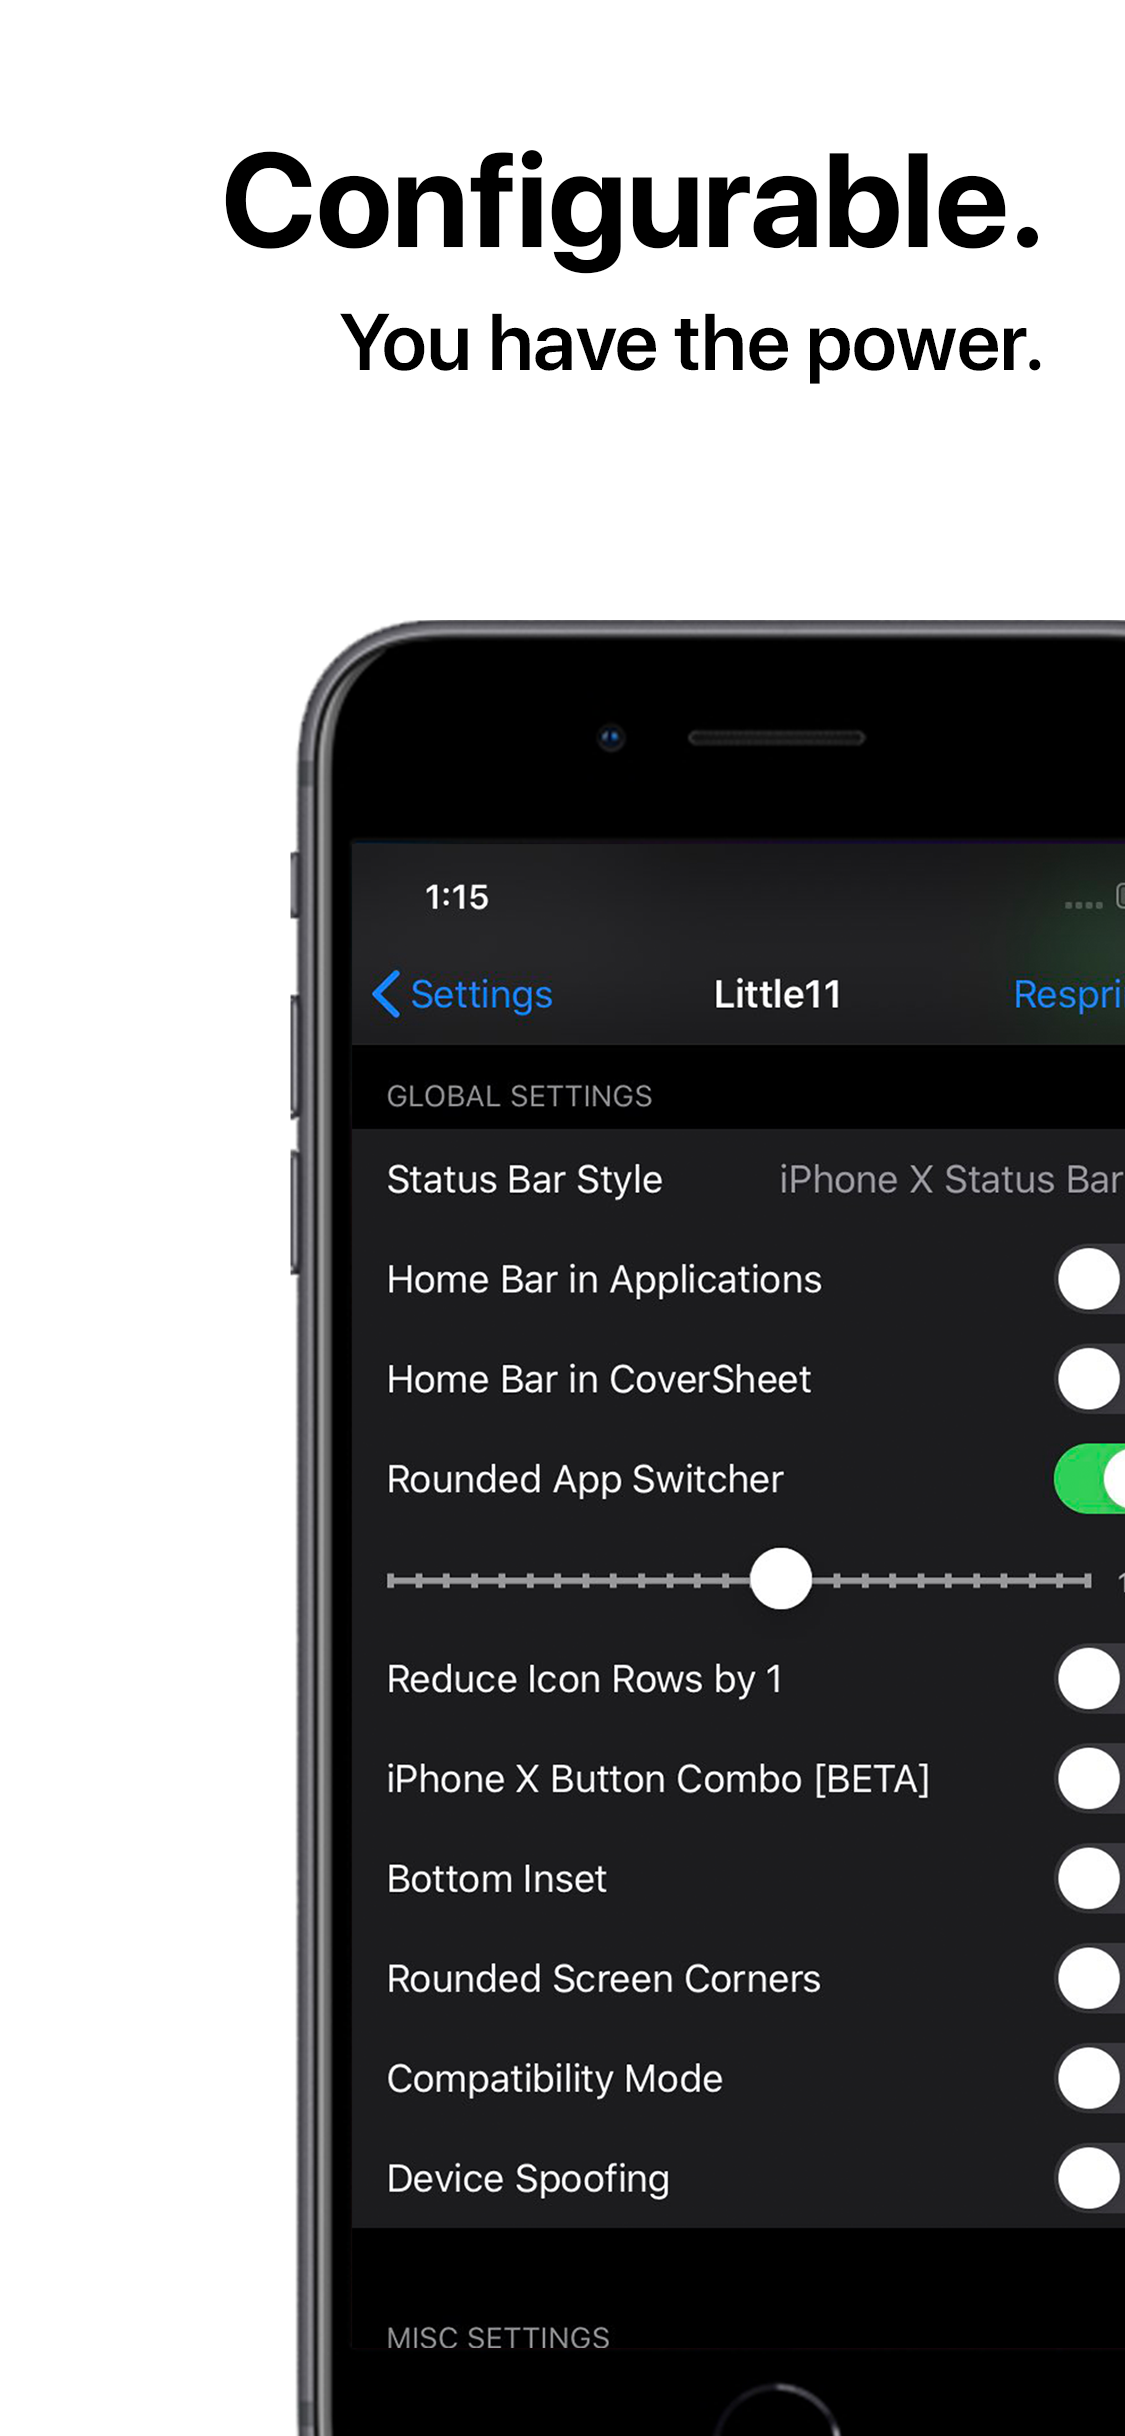 Configurable.
You have the power.
1:15
Settings
Little11
GLOBAL SETTINGS
Status Bar Style
iPhone X Status Bar
Home Bar in Applications
Home Bar in CoverSheet
Rounded App Switcher
Reduce Icon Rows by 1
iPhone X Button Combo [BETA]
Bottom Inset
Rounded Screen Corners
Compatibility Mode
Device Spoofing
MISC SETTINGS